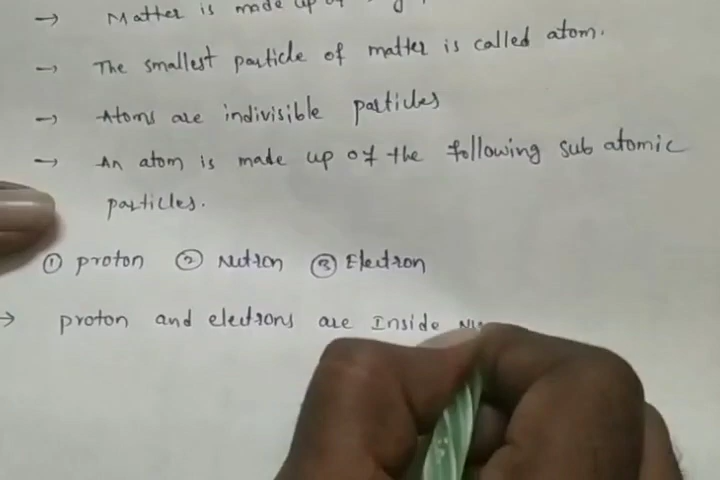 → Matter is made up of
→ The smallest particle of matter is called atom.
→ Atoms are indivisible particles
→ An atom is made up of the following sub atomic
particles.
① proton ② Nutron ③ Electron
→ proton and electrons are Inside